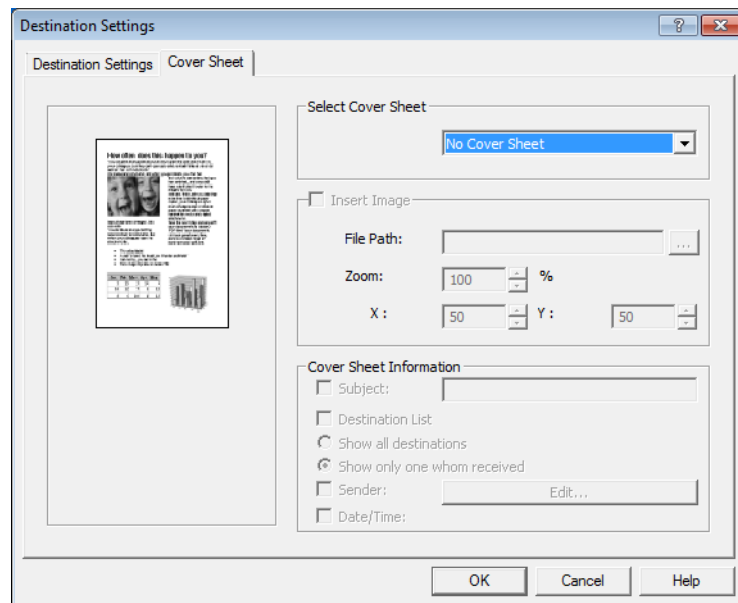 Destination Settings
Destination Settings Cover Sheet
How often does this happen to you?
Select Cover Sheet
No Cover Sheet
Insert Image
File Path: ...
Zoom: 100 %
X : 50 Y : 50
Cover Sheet Information
Subject:
Destination List
Show all destinations
Show only one whom received
Sender: Edit...
Date/Time:
OK Cancel Help